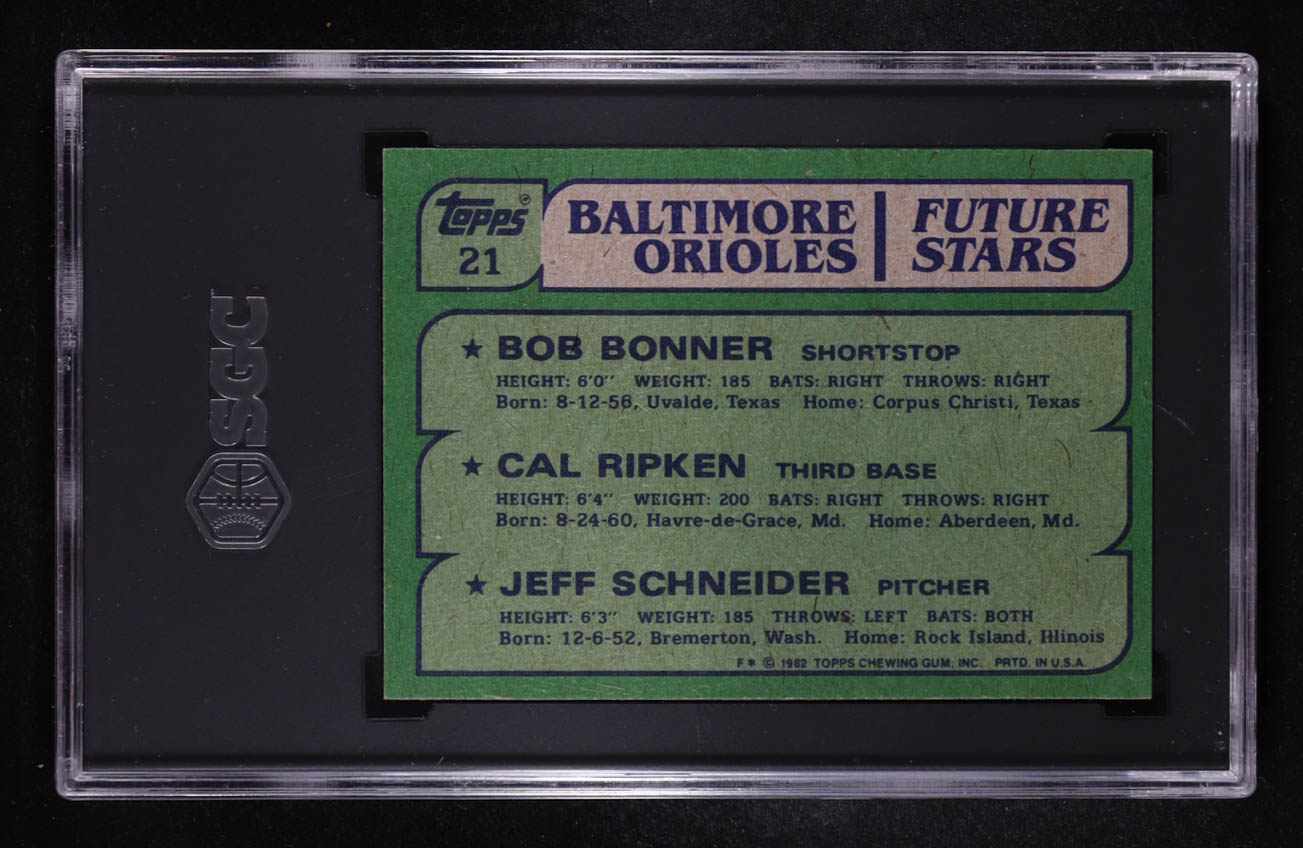 SGC
topps®
21
BALTIMORE
ORIOLES
FUTURE
STARS
★ BOB BONNER SHORTSTOP
HEIGHT: 6'0" WEIGHT: 185 BATS: RIGHT THROWS: RIGHT
Born: 8-12-56, Uvalde, Texas Home: Corpus Christi, Texas
★ CAL RIPKEN THIRD BASE
HEIGHT: 6'4" WEIGHT: 200 BATS: RIGHT THROWS: RIGHT
Born: 8-24-60, Havre-de-Grace, Md. Home: Aberdeen, Md.
★ JEFF SCHNEIDER PITCHER
HEIGHT: 6'3" WEIGHT: 185 THROWS: LEFT BATS: BOTH
Born: 12-6-52, Bremerton, Wash. Home: Rock Island, Illinois
F* © 1982 TOPPS CHEWING GUM, INC. PRTD. IN U.S.A.